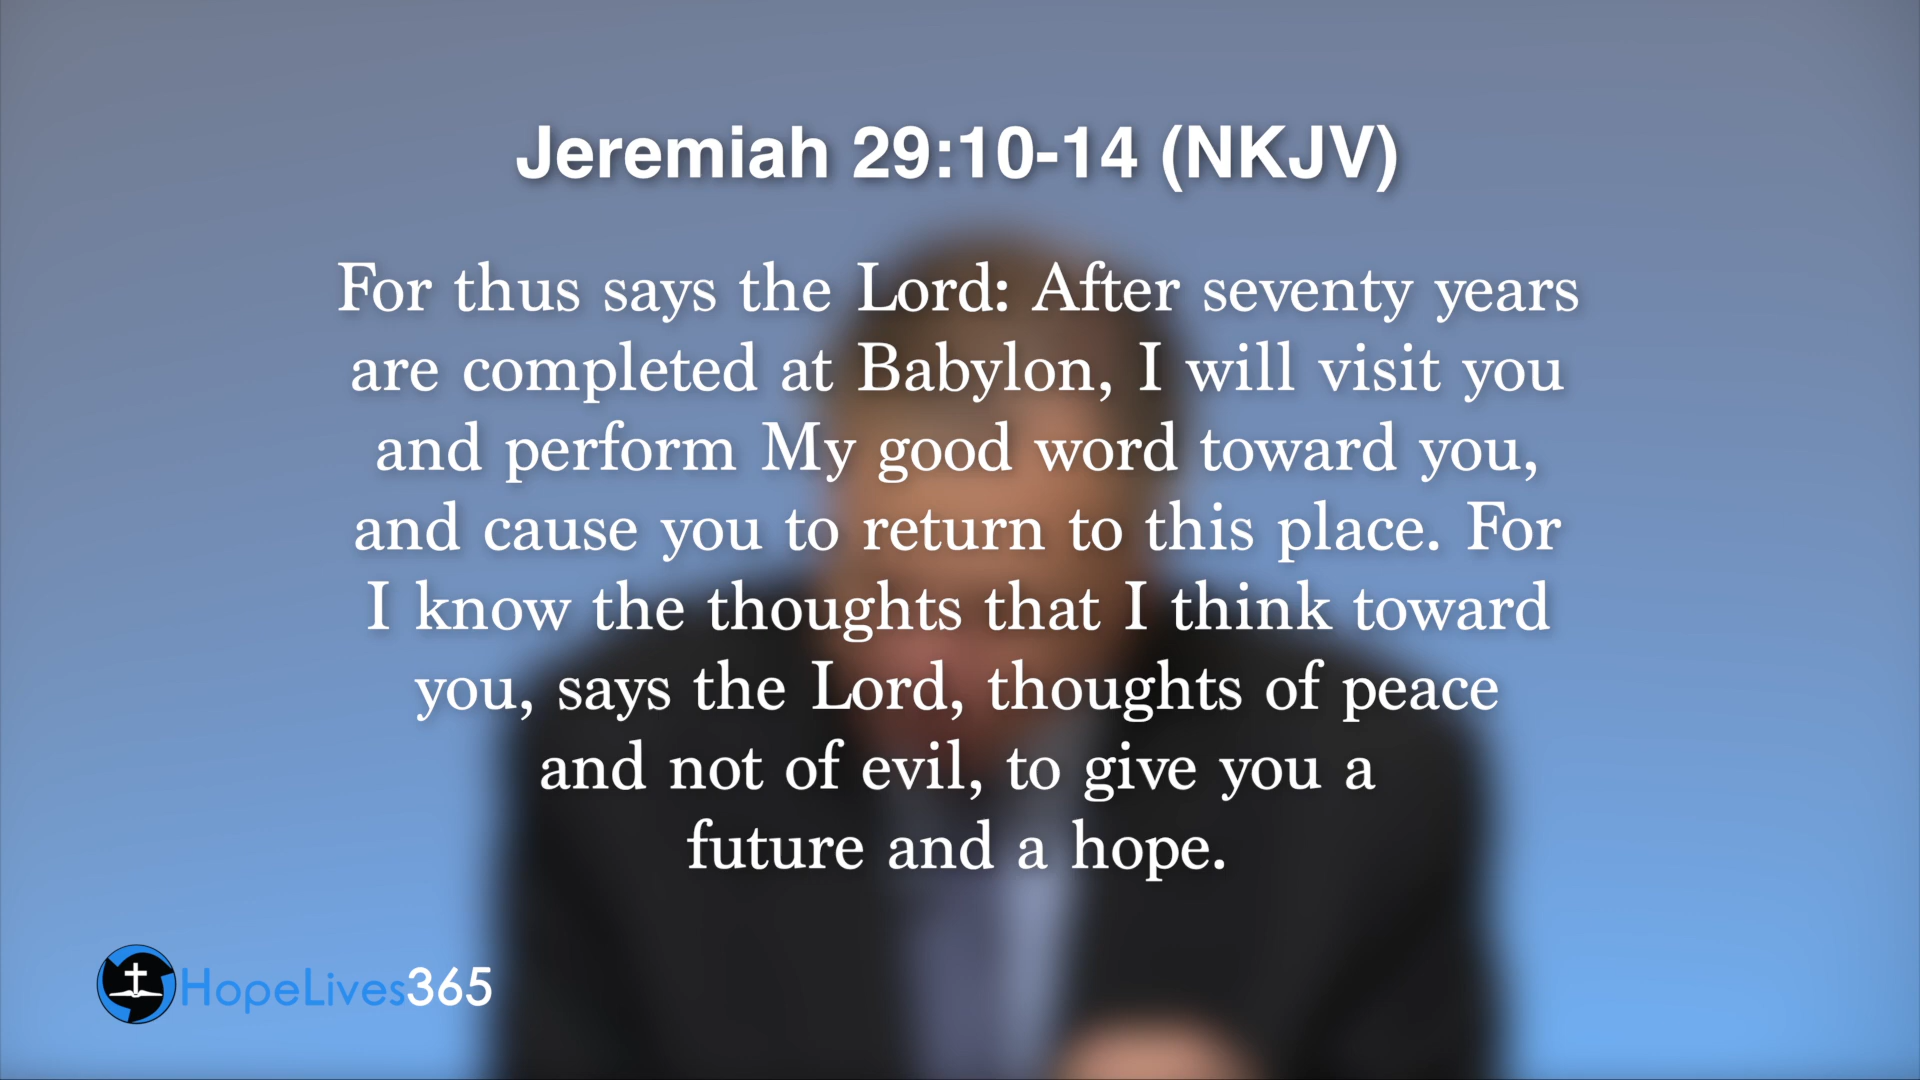 Jeremiah 29:10-14 (NKJV)
For thus says the Lord: After seventy years
are completed at Babylon, I will visit you
and perform My good word toward you,
and cause you to return to this place. For
I know the thoughts that I think toward
you, says the Lord, thoughts of peace
and not of evil, to give you a
future and a hope.
HopeLives365